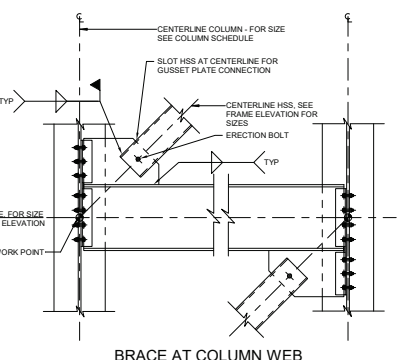 CENTERLINE COLUMN - FOR SIZE
SEE COLUMN SCHEDULE
SLOT HSS AT CENTERLINE FOR
GUSSET PLATE CONNECTION
TYP
CENTERLINE HSS, SEE
FRAME ELEVATION FOR
SIZES
ERECTION BOLT
TYP
FOR SIZE
ELEVATION
WORK POINT
BRACE AT COLUMN WEB